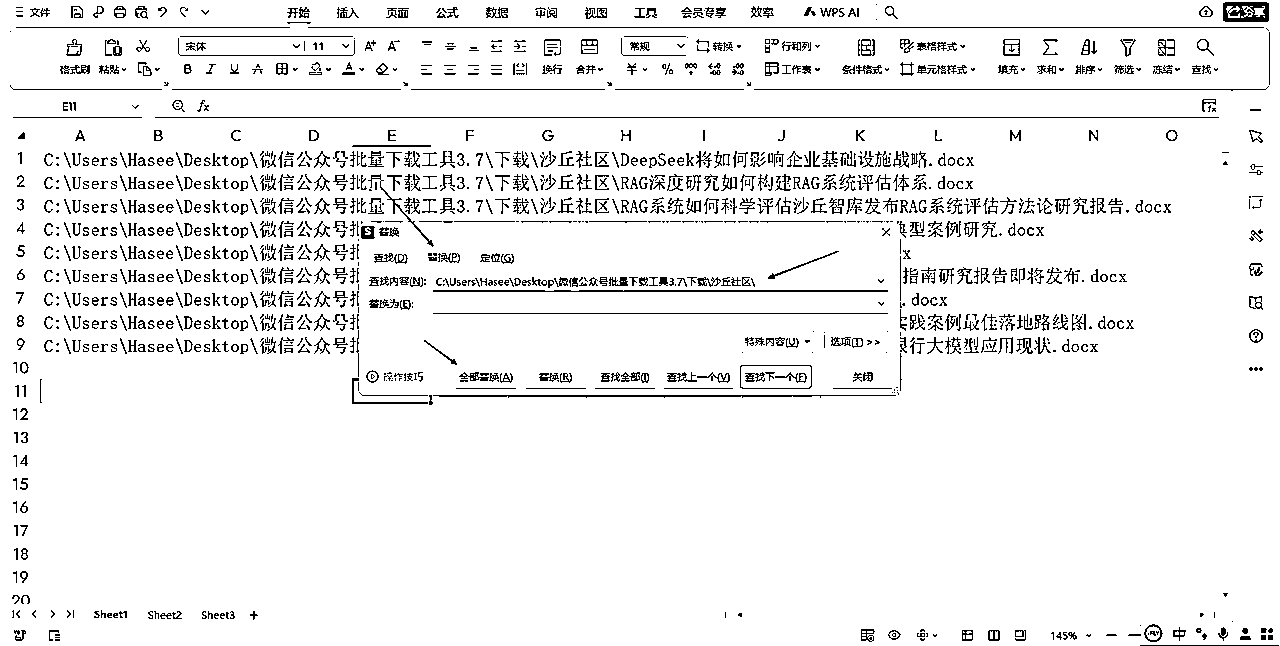 文件 开始 插入 页面 公式 数据 审阅 视图 工具 会员专享 效率 WPS AI
宋体 11 常规 转换 行和列 表格样式
格式刷 粘贴 B I U A 换行 合并 ¥ % 工作表 条件格式 单元格样式 填充 求和 排序 筛选 冻结 查找
E11 fx
A B C D E F G H I J K L M N O
1 C:\Users\Hasee\Desktop\微信公众号批量下载工具3.7\下载\沙丘社区\DeepSeek将如何影响企业基础设施战略.docx
2 C:\Users\Hasee\Desktop\微信公众号批量下载工具3.7\下载\沙丘社区\RAG深度研究如何构建RAG系统评估体系.docx
3 C:\Users\Hasee\Desktop\微信公众号批量下载工具3.7\下载\沙丘社区\RAG系统如何科学评估沙丘智库发布RAG系统评估方法论研究报告.docx
4 C:\Users\Hasee\Desktop\微信公众号 型案例研究.docx
5 C:\Users\Hasee\Desktop\微信公众号
6 C:\Users\Hasee\Desktop\微信公众号 指南研究报告即将发布.docx
7 C:\Users\Hasee\Desktop\微信公众号 .docx
8 C:\Users\Hasee\Desktop\微信公众号 实践案例最佳落地路线图.docx
9 C:\Users\Hasee\Desktop\微信公众号 银行大模型应用现状.docx
替换
查找(D) 替换(P) 定位(G)
查找内容(N): C:\Users\Hasee\Desktop\微信公众号批量下载工具3.7\下载\沙丘社区\
替换为(E):
特殊内容(U) 选项(T) >>
操作技巧 全部替换(A) 替换(R) 查找全部(I) 查找上一个(V) 查找下一个(F) 关闭
10
11
12
13
14
15
16
17
18
19
20
Sheet1 Sheet2 Sheet3 +
145% 中